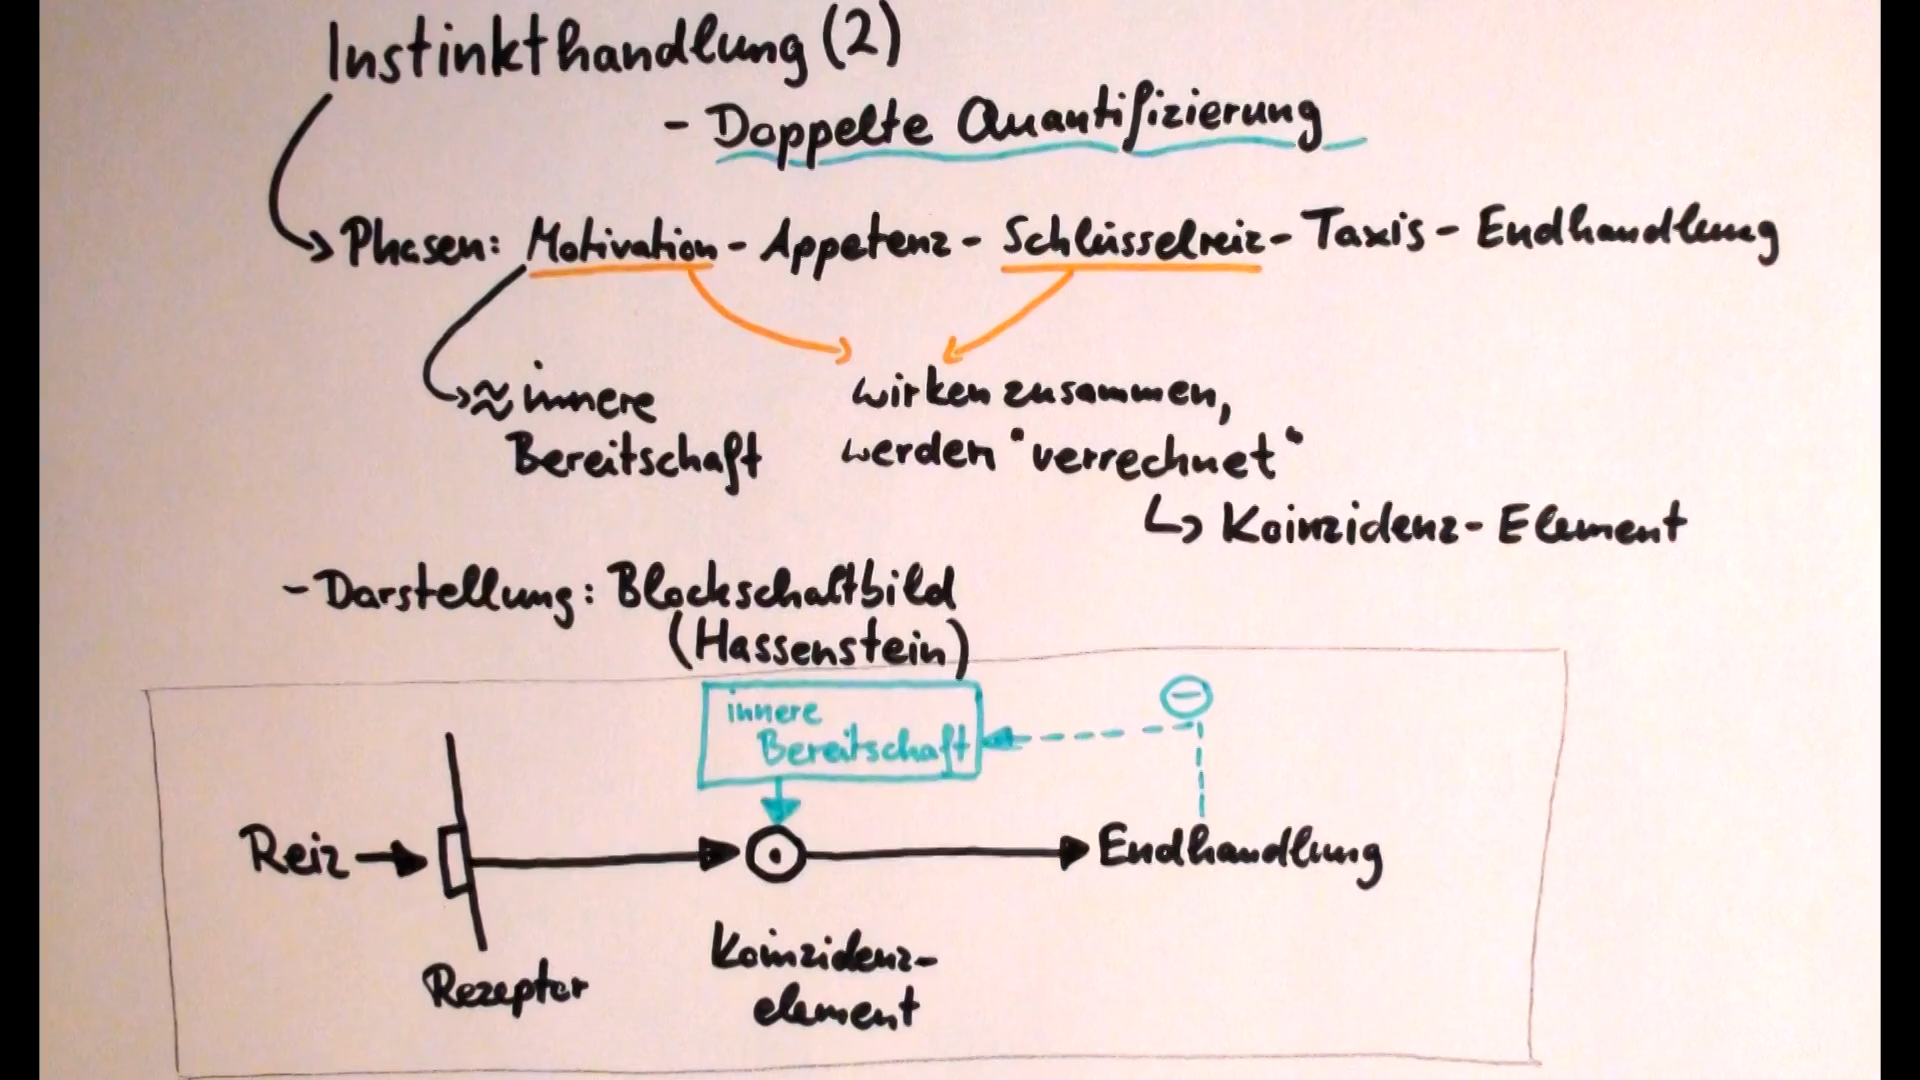 Instinkthandlung (2)
- Doppelte Quantifizierung
Phasen: Motivation - Appetenz - Schlüsselreiz - Taxis - Endhandlung
≈ innere
Bereitschaft
wirken zusammen,
werden "verrechnet"
Koinzidenz-Element
- Darstellung: Blockschaltbild
(Hassenstein)
innere
Bereitschaft
-
Reiz
Endhandlung
Rezeptor
Koinzidenz-
element